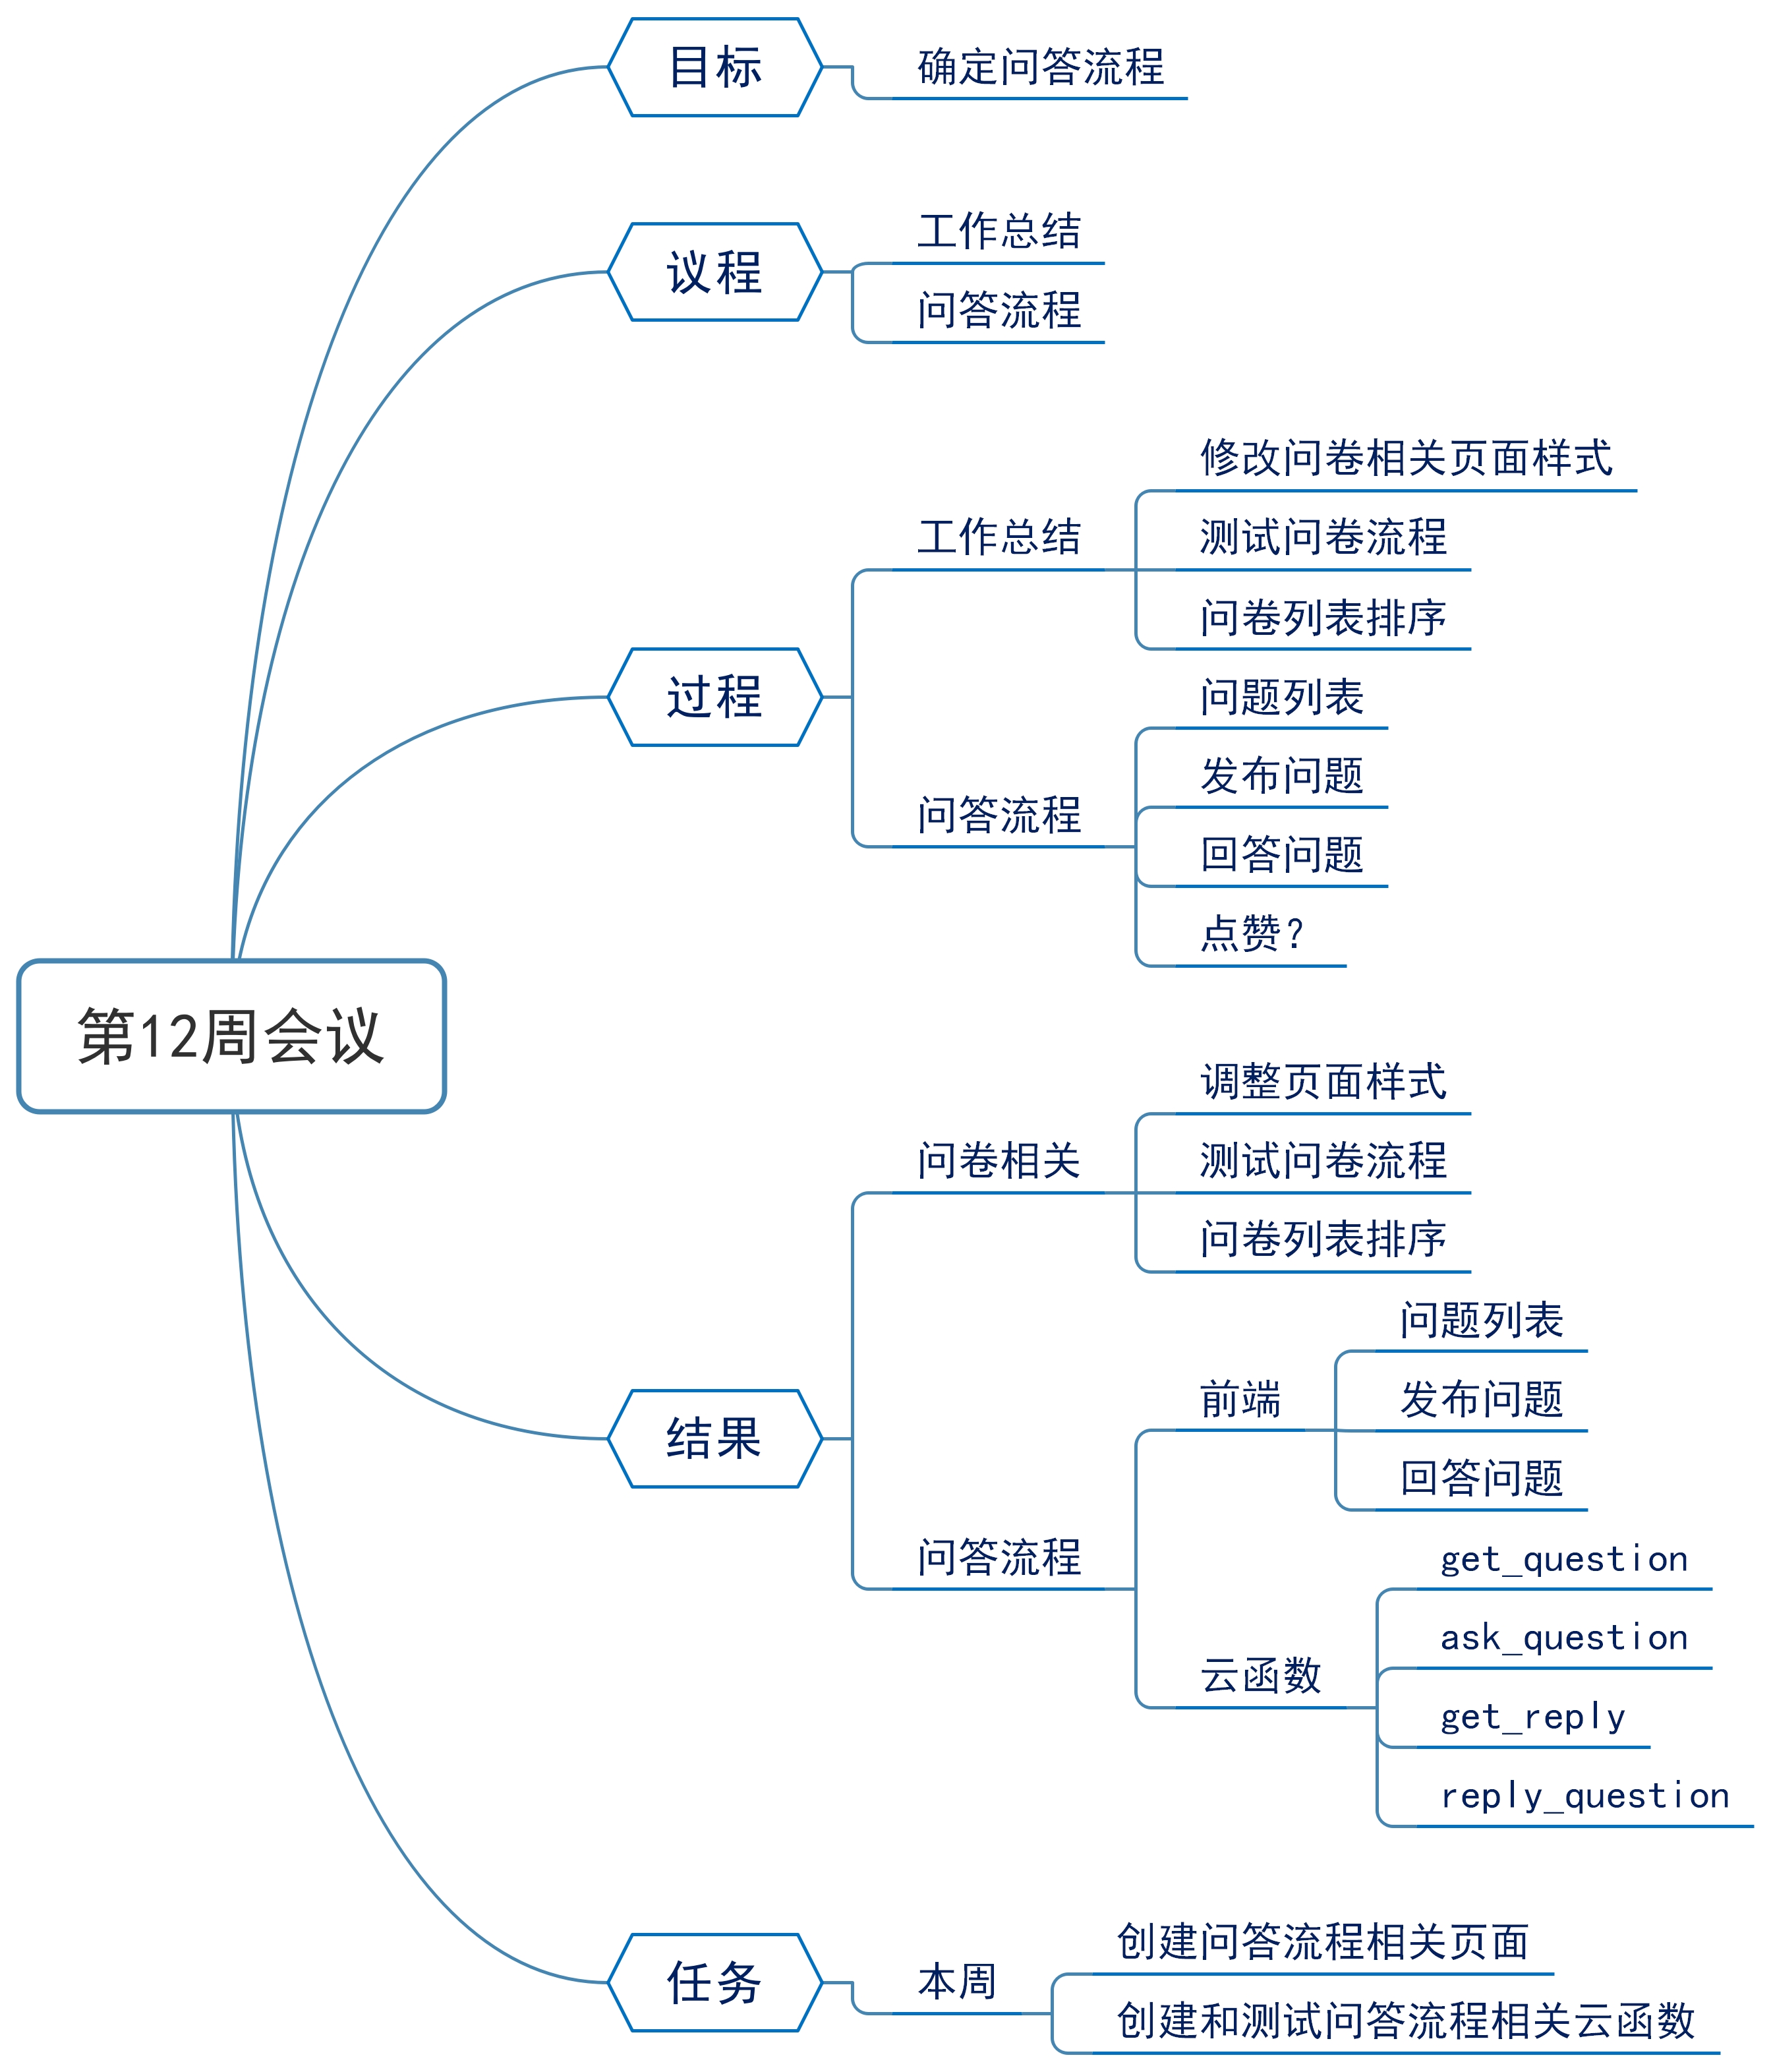 目标
确定问答流程
议程
工作总结
问答流程
过程
工作总结
修改问卷相关页面样式
测试问卷流程
问卷列表排序
问答流程
问题列表
发布问题
回答问题
点赞？
第12周会议
结果
问卷相关
调整页面样式
测试问卷流程
问卷列表排序
问答流程
前端
问题列表
发布问题
回答问题
云函数
get_question
ask_question
get_reply
reply_question
任务
本周
创建问答流程相关页面
创建和测试问答流程相关云函数